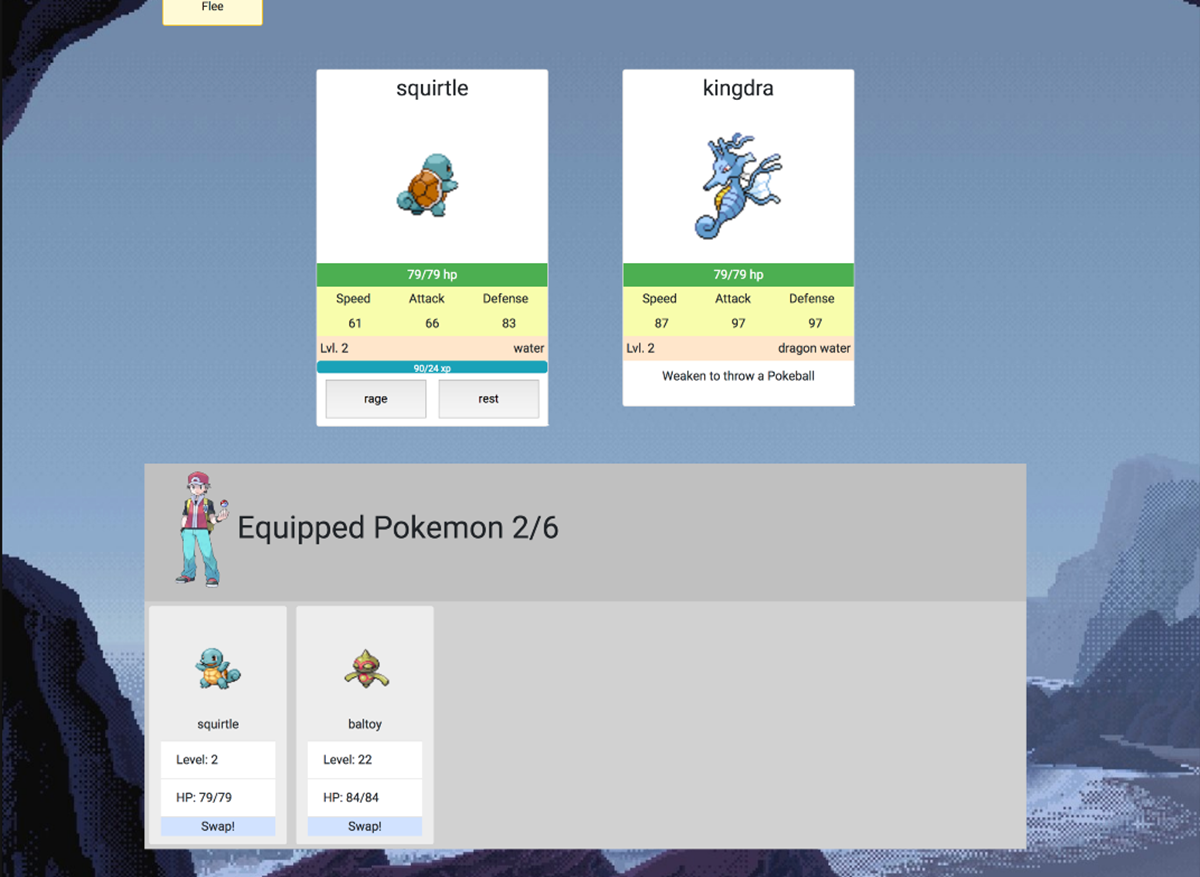 Flee
squirtle
79/79 hp
Speed Attack Defense
61 66 83
Lvl. 2 water
90/24 xp
rage rest
kingdra
79/79 hp
Speed Attack Defense
87 97 97
Lvl. 2 dragon water
Weaken to throw a Pokeball
Equipped Pokemon 2/6
squirtle
Level: 2
HP: 79/79
Swap!
baltoy
Level: 22
HP: 84/84
Swap!